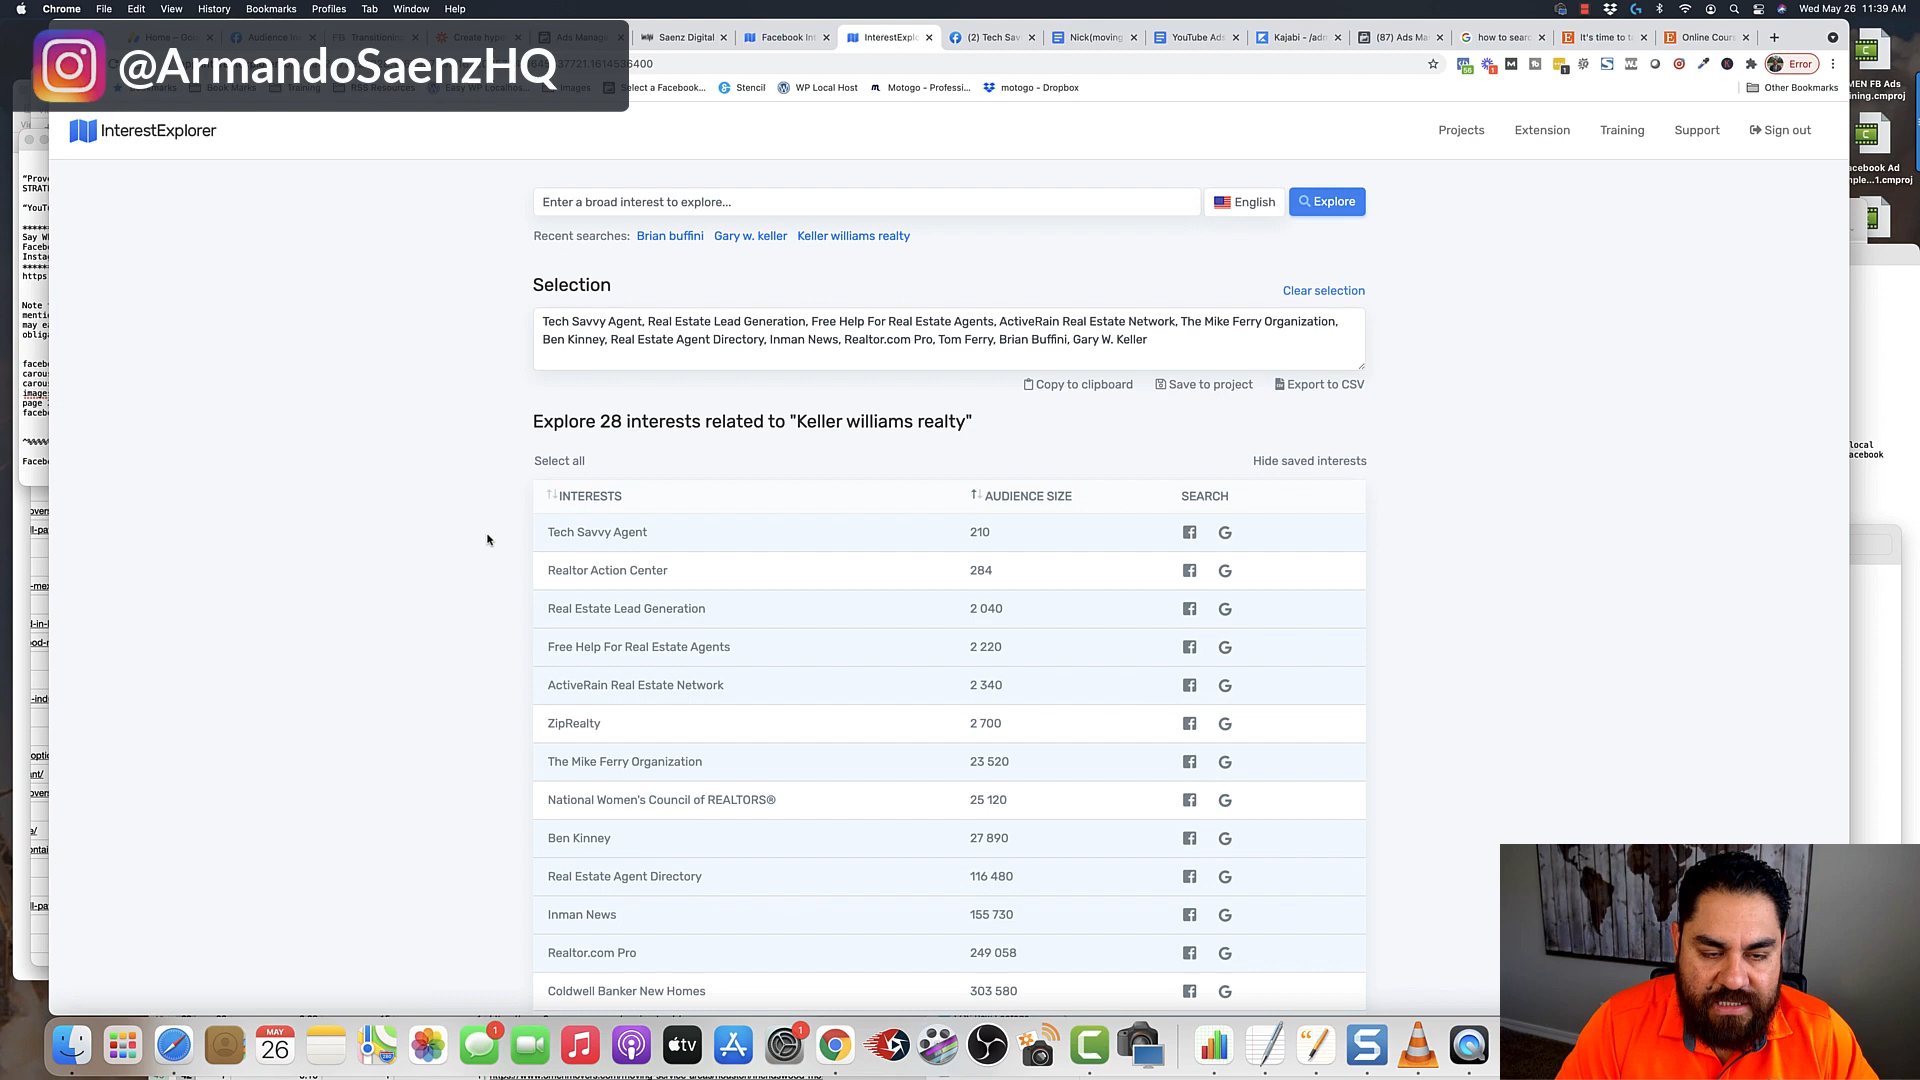 Chrome File Edit View History Bookmarks Profiles Tab Window Help
Wed May 26 11:39 AM
@ArmandoSaenzHQ
Saenz Digital
Facebook Int
InterestExplo
(2) Tech Sav
Nick(moving
YouTube Ads
Kajabi - /adm
(87) Ads Ma
how to searc
It's time to t
Online Cours
37721.1614536400
Error
Select a Facebook...
Stencil
WP Local Host
Motogo - Professi...
motogo - Dropbox
Other Bookmarks
InterestExplorer
Projects Extension Training Support Sign out
Enter a broad interest to explore...
English
Explore
Recent searches: Brian buffini Gary w. keller Keller williams realty
Selection
Clear selection
Tech Savvy Agent, Real Estate Lead Generation, Free Help For Real Estate Agents, ActiveRain Real Estate Network, The Mike Ferry Organization,
Ben Kinney, Real Estate Agent Directory, Inman News, Realtor.com Pro, Tom Ferry, Brian Buffini, Gary W. Keller
Copy to clipboard Save to project Export to CSV
Explore 28 interests related to "Keller williams realty"
Select all
Hide saved interests
INTERESTS AUDIENCE SIZE SEARCH
Tech Savvy Agent 210
Realtor Action Center 284
Real Estate Lead Generation 2 040
Free Help For Real Estate Agents 2 220
ActiveRain Real Estate Network 2 340
ZipRealty 2 700
The Mike Ferry Organization 23 520
National Women's Council of REALTORS® 25 120
Ben Kinney 27 890
Real Estate Agent Directory 116 480
Inman News 155 730
Realtor.com Pro 249 058
Coldwell Banker New Homes 303 580
MAY
26
tv